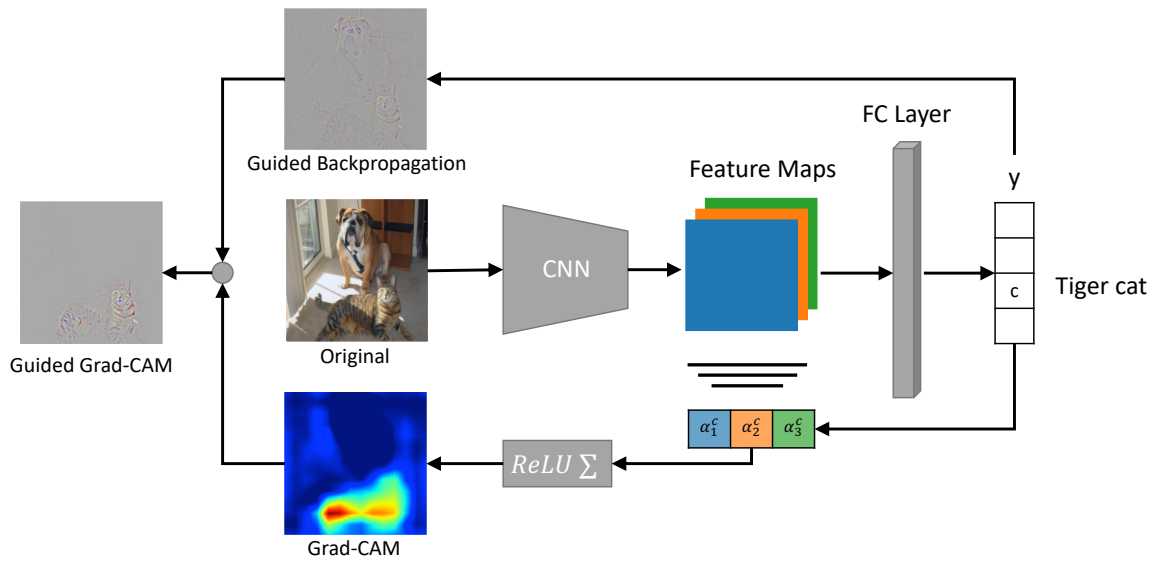 FC Layer
Guided Backpropagation
Feature Maps
y
CNN
c
Tiger cat
Original
Guided Grad-CAM
α₁ᶜ α₂ᶜ α₃ᶜ
ReLU ∑
Grad-CAM